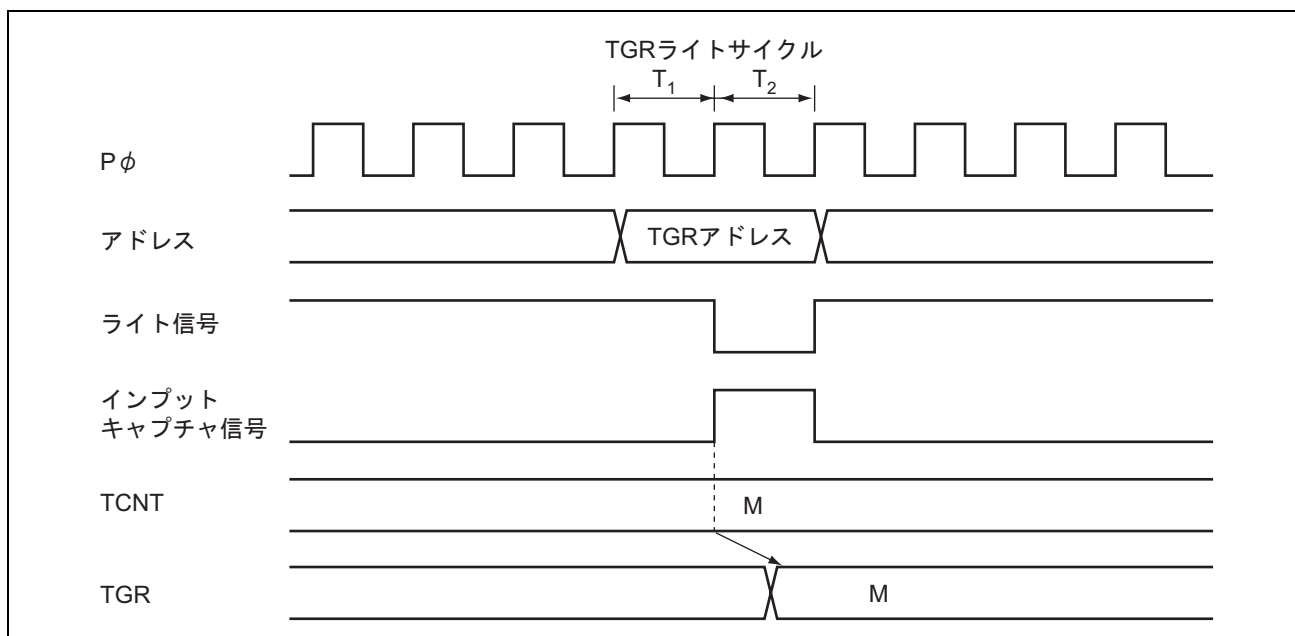 TGRライトサイクル
T1 T2
Pφ
アドレス
TGRアドレス
ライト信号
インプット
キャプチャ信号
TCNT
M
TGR
M